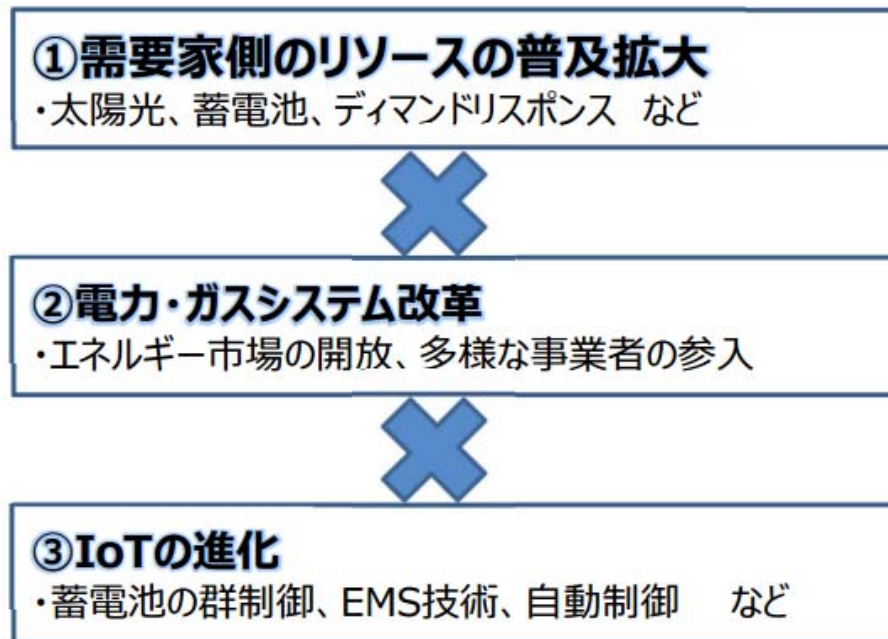 ①需要家側のリソースの普及拡大
・太陽光、蓄電池、ディマンドリスポンス など
②電力・ガスシステム改革
・エネルギー市場の開放、多様な事業者の参入
③IoTの進化
・蓄電池の群制御、EMS技術、自動制御 など